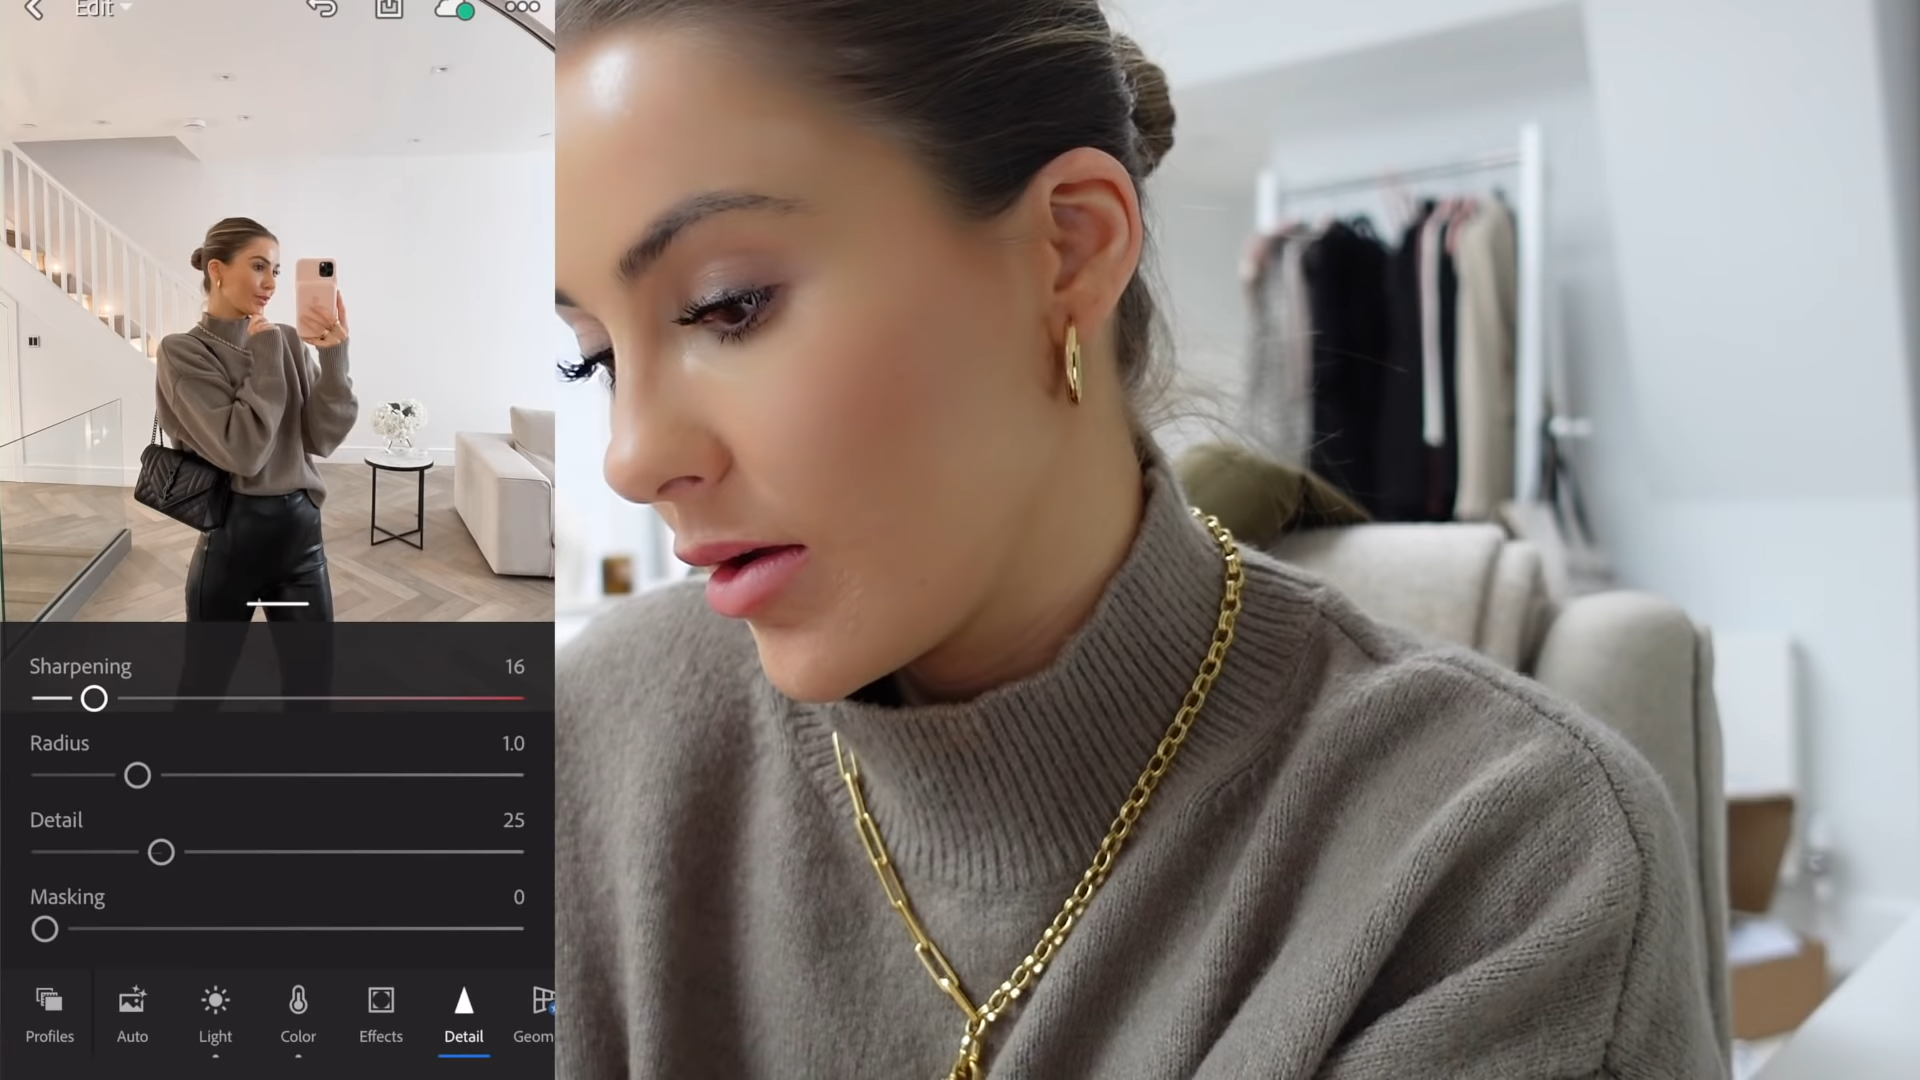 Edit
Sharpening 16
Radius 1.0
Detail 25
Masking 0
Profiles Auto Light Color Effects Detail Geom